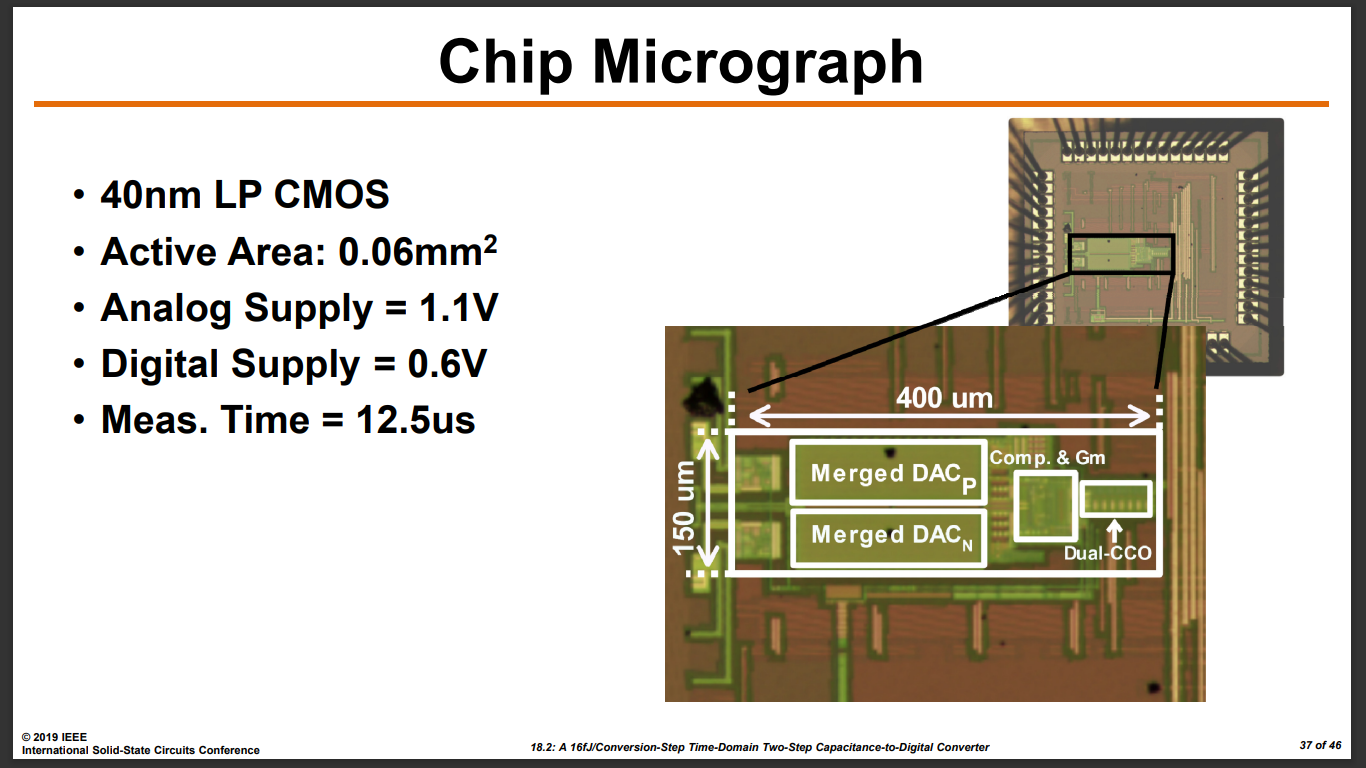 Chip Micrograph
• 40nm LP CMOS
• Active Area: 0.06mm²
• Analog Supply = 1.1V
• Digital Supply = 0.6V
• Meas. Time = 12.5us
400 um
150 um
Merged DACP
Comp. & Gm
Merged DACN
Dual-CCO
© 2019 IEEE
International Solid-State Circuits Conference
18.2: A 16fJ/Conversion-Step Time-Domain Two-Step Capacitance-to-Digital Converter
37 of 46